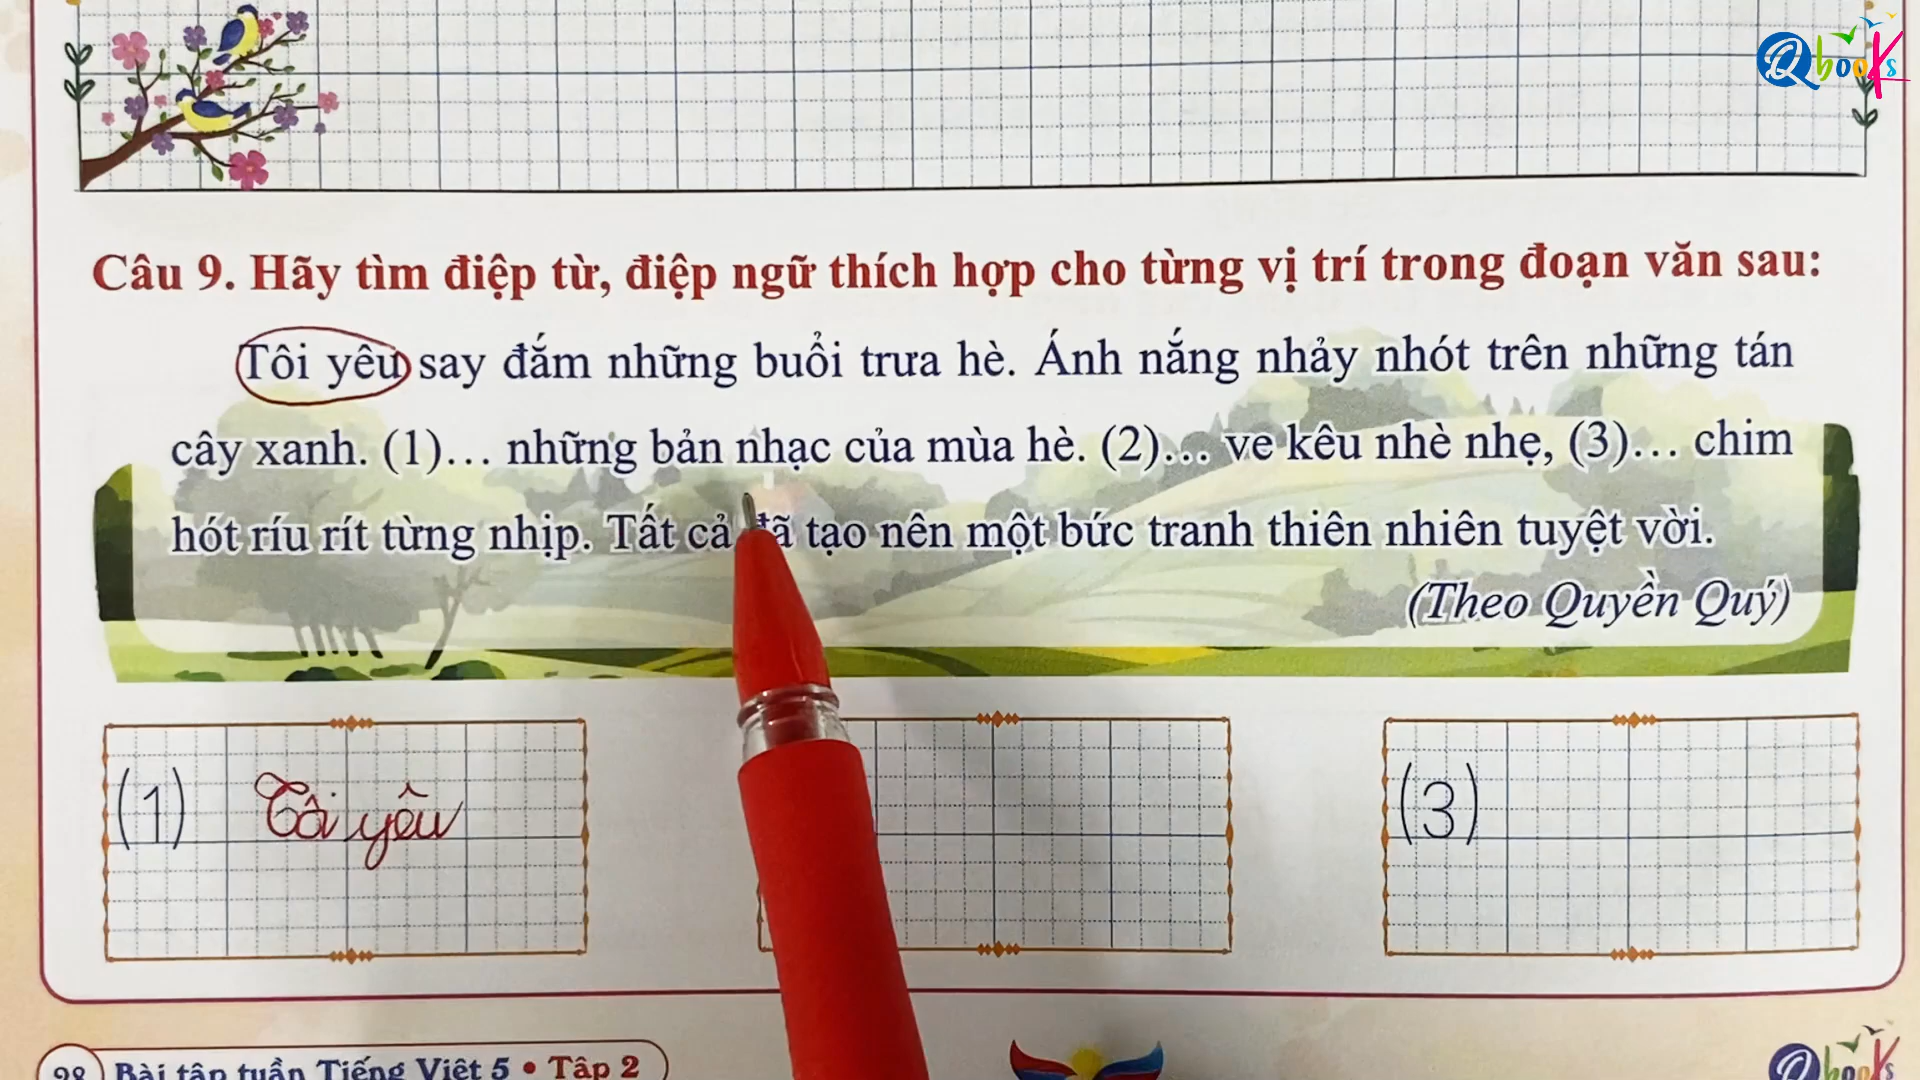 Qbooks
Câu 9. Hãy tìm điệp từ, điệp ngữ thích hợp cho từng vị trí trong đoạn văn sau:
Tôi yêu say đắm những buổi trưa hè. Ánh nắng nhảy nhót trên những tán
cây xanh. (1)... những bản nhạc của mùa hè. (2)... ve kêu nhè nhẹ, (3)... chim
hót ríu rít từng nhịp. Tất cả đã tạo nên một bức tranh thiên nhiên tuyệt vời.
(Theo Quyền Quý)
(1) Tôi yêu
(3)
Bài tập tuần Tiếng Việt 5 • Tập 2
Qbooks